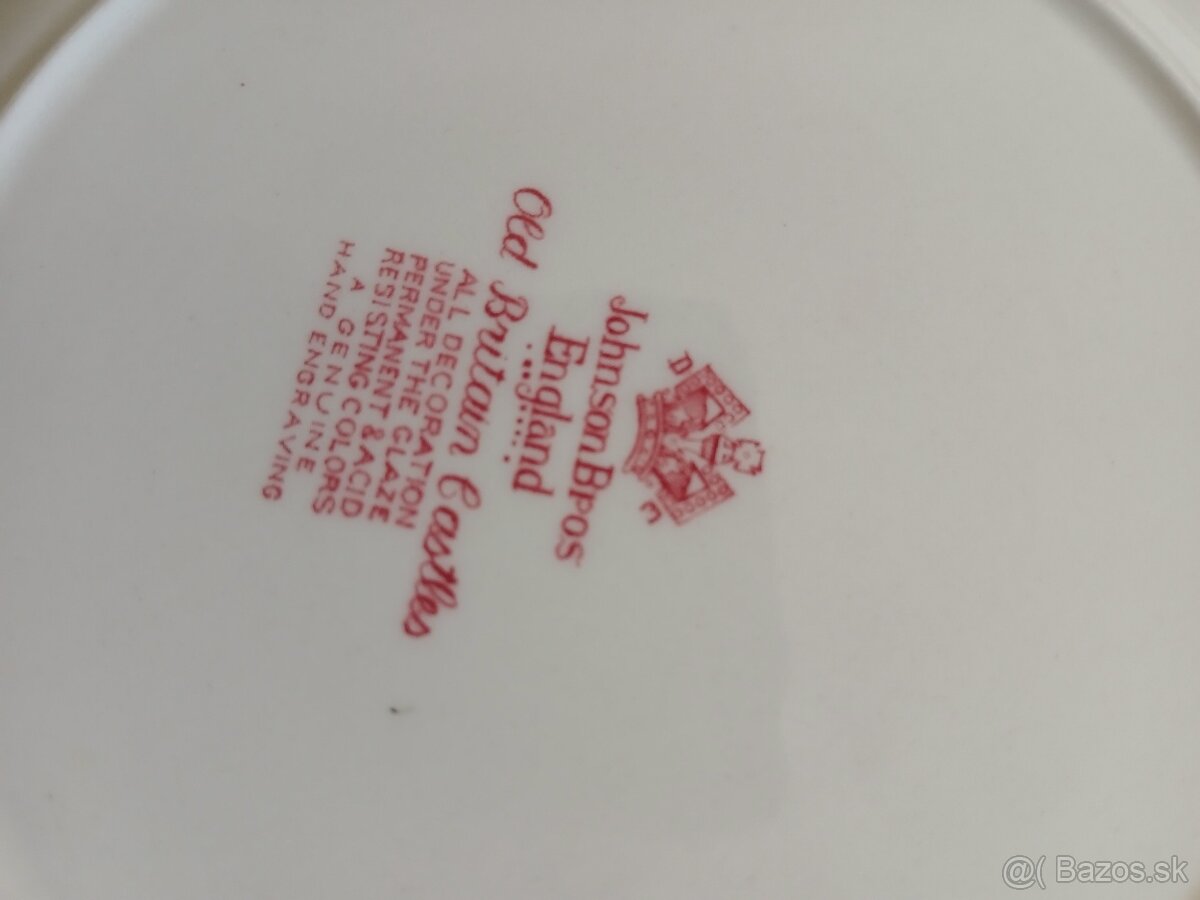 D C
Johnson Bros
England
Old Britain Castles
ALL DECORATION
UNDER THE GLAZE
PERMANENT & ACID
RESISTING COLORS
A GENUINE
HAND ENGRAVING
@( Bazos.sk